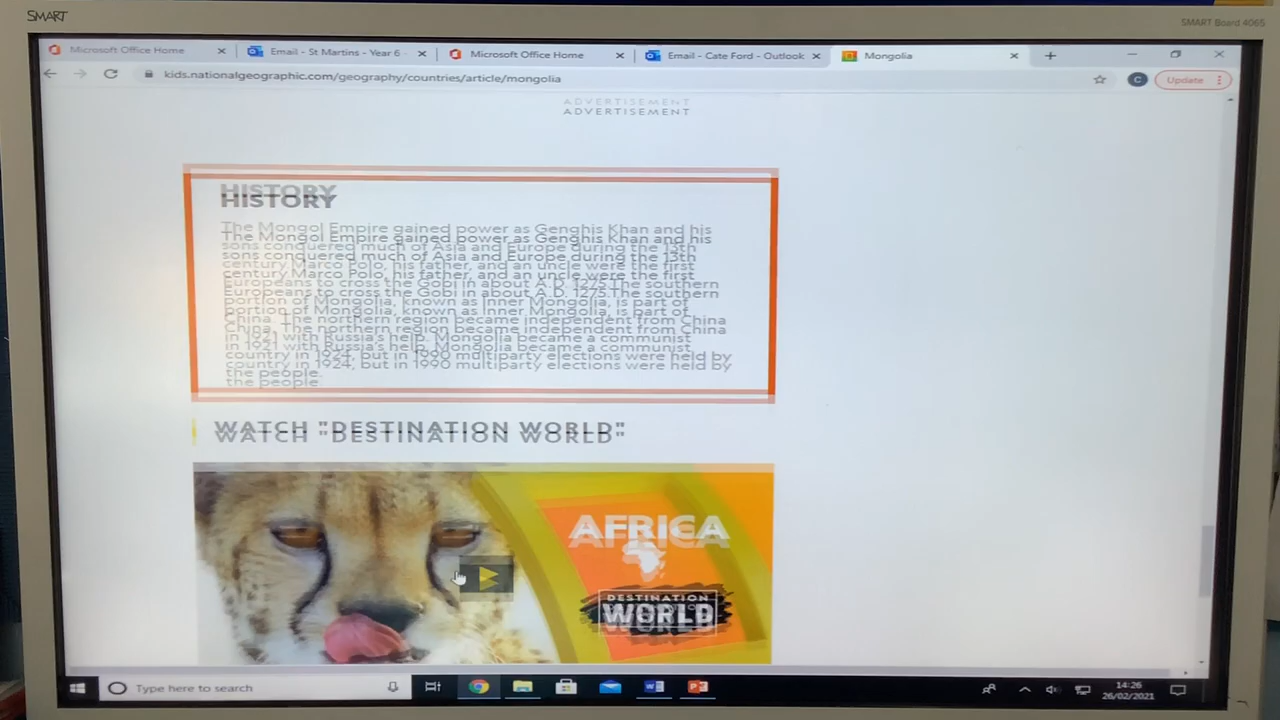 SMART
SMART Board 4065
Microsoft Office Home
Email - St Martins - Year 6 -
Microsoft Office Home
Email - Cate Ford - Outlook
Mongolia
kids.nationalgeographic.com/geography/countries/article/mongolia
C
Update
ADVERTISEMENT
HISTORY
The Mongol Empire gained power as Genghis Khan and his
sons conquered much of Asia and Europe during the 13th
century Marco Polo, his father, and an uncle were the first
Europeans to cross the Gobi in about A.D. 1275.The southern
portion of Mongolia, known as Inner Mongolia, is part of
China. The northern region became independent from China
in 1921 with Russia's help. Mongolia became a communist
country in 1924, but in 1990 multiparty elections were held by
the people.
WATCH "DESTINATION WORLD"
AFRICA
DESTINATION
WORLD
Type here to search
14:26
26/02/2021